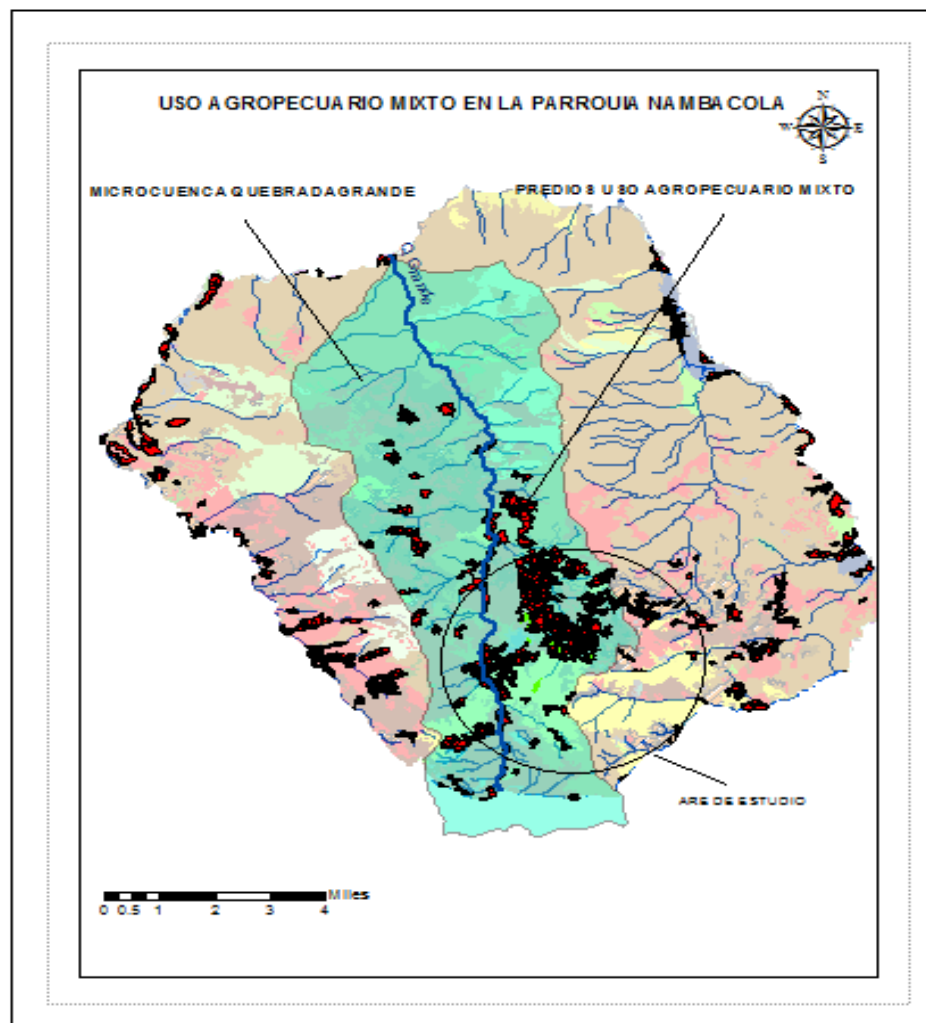 USO AGROPECUARIO MIXTO EN LA PARROUIA NAMBACOLA
N
W E
S
MICROCUENCA QUEBRADAGRANDE
PREDIOS USO AGROPECUARIO MIXTO
Q. Grande
ARE DE ESTUDIO
Miles
0 0.5 1 2 3 4